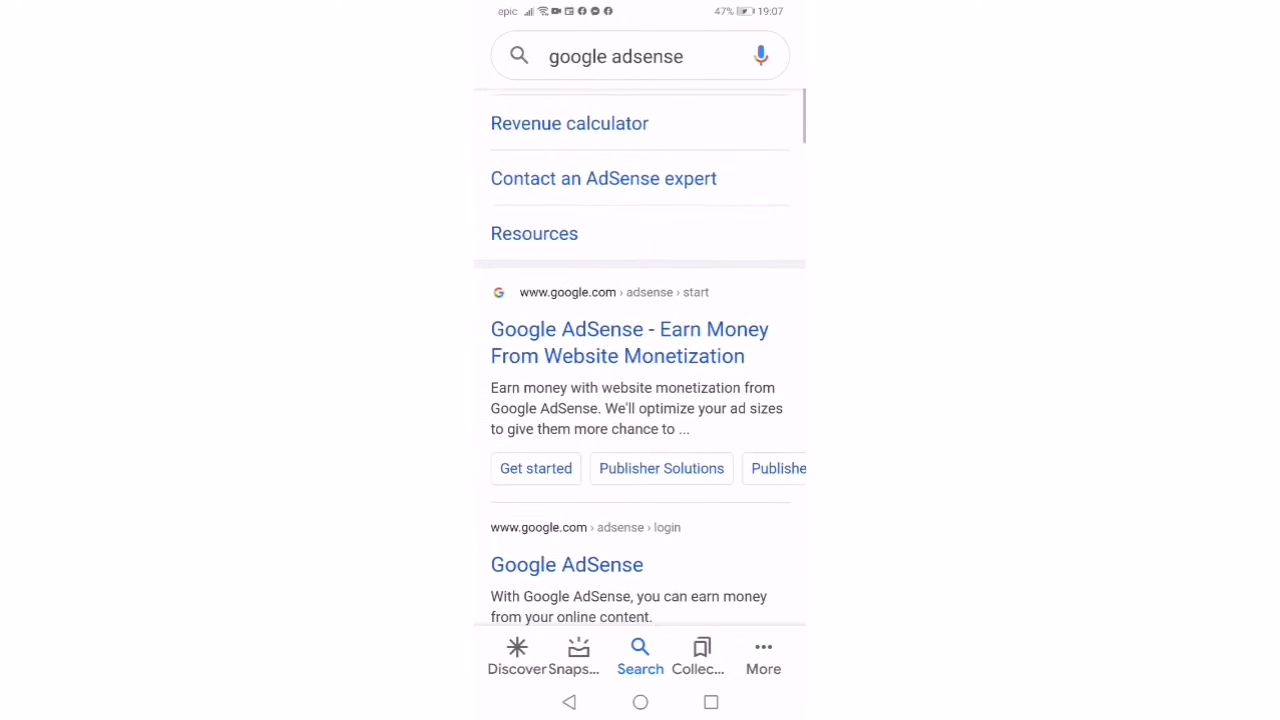 epic 47% 19:07
google adsense
Revenue calculator
Contact an AdSense expert
Resources
www.google.com › adsense › start
Google AdSense - Earn Money
From Website Monetization
Earn money with website monetization from
Google AdSense. We'll optimize your ad sizes
to give them more chance to ...
Get started Publisher Solutions Publishe
www.google.com › adsense › login
Google AdSense
With Google AdSense, you can earn money
from your online content.
Discover Snaps... Search Collec... More